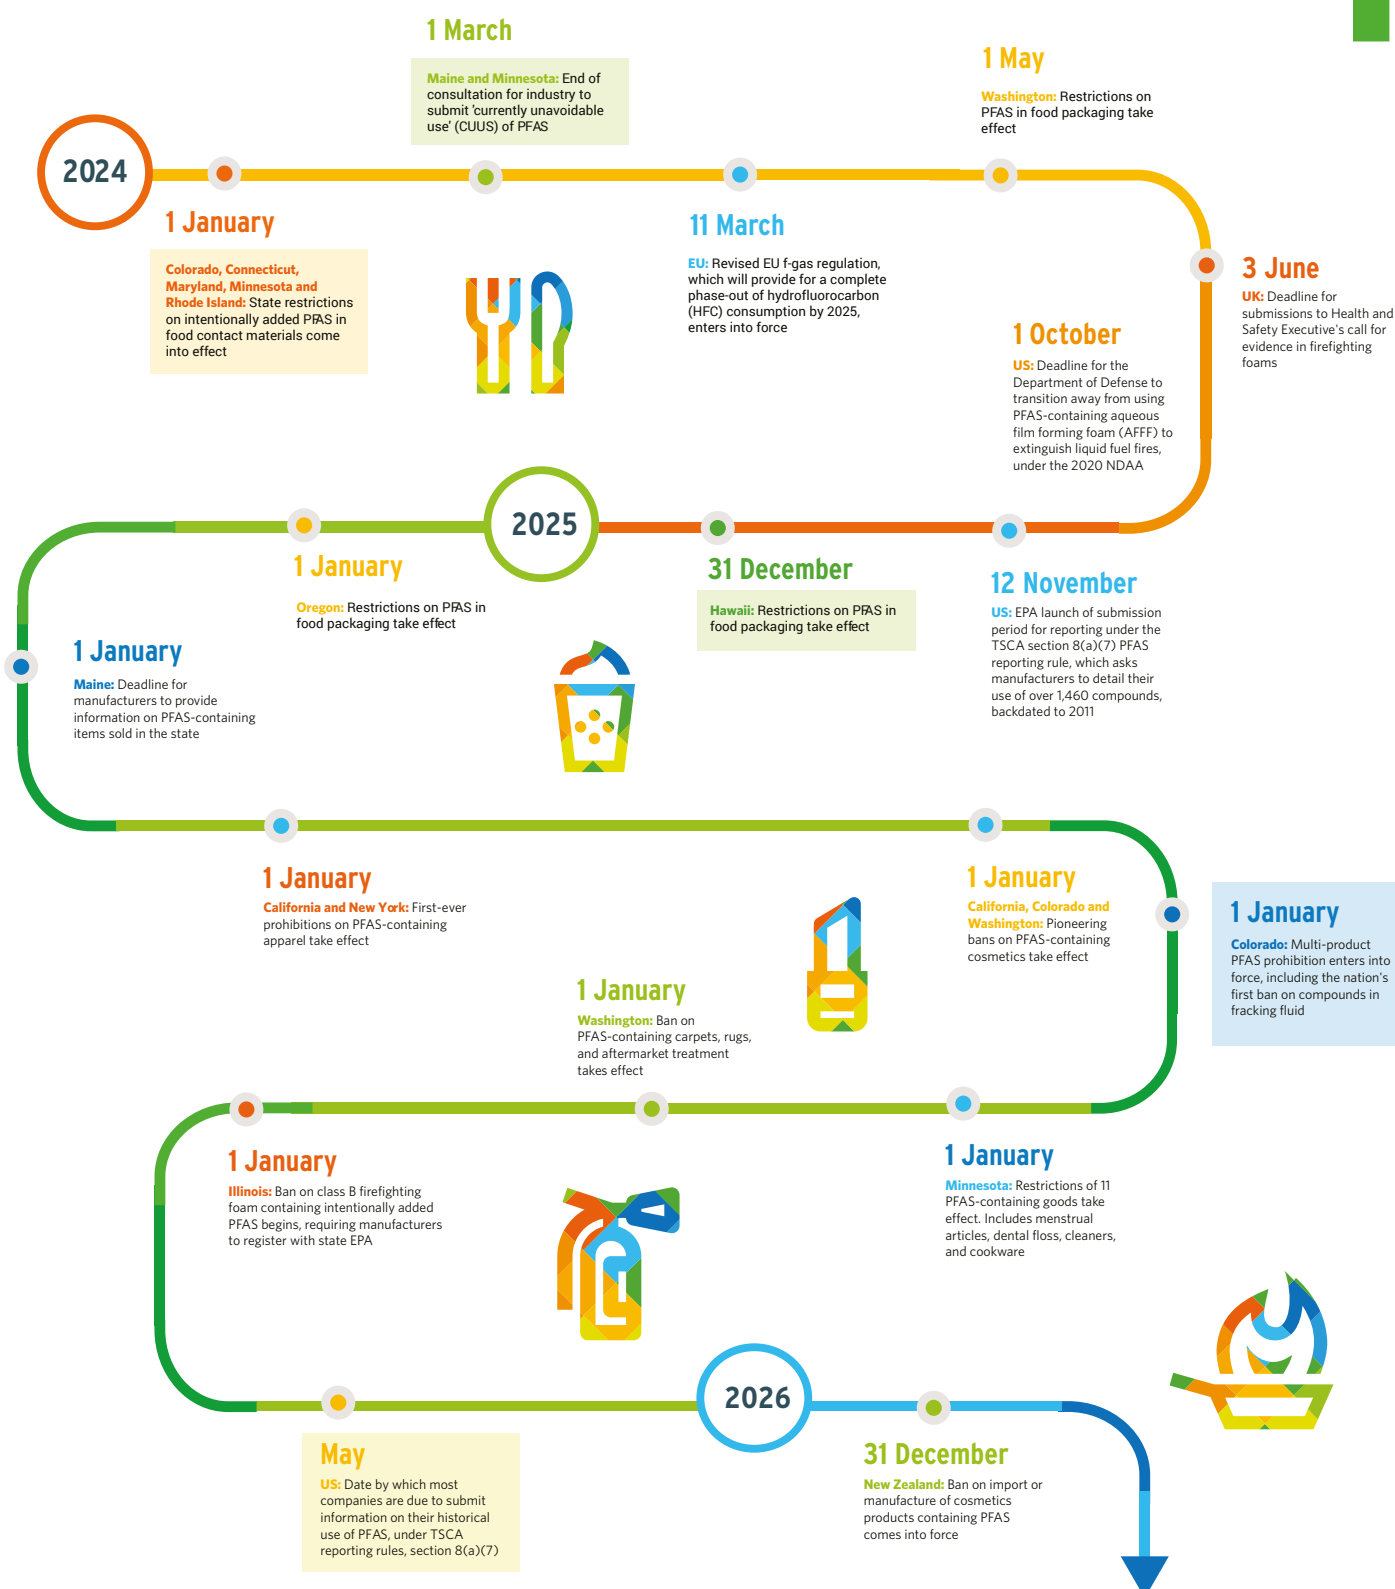 2024
1 January
Colorado, Connecticut,
Maryland, Minnesota and
Rhode Island: State restrictions
on intentionally added PFAS in
food contact materials come
into effect
1 March
Maine and Minnesota: End of
consultation for industry to
submit 'currently unavoidable
use' (CUUS) of PFAS
11 March
EU: Revised EU f-gas regulation,
which will provide for a complete
phase-out of hydrofluorocarbon
(HFC) consumption by 2025,
enters into force
1 May
Washington: Restrictions on
PFAS in food packaging take
effect
3 June
UK: Deadline for
submissions to Health and
Safety Executive's call for
evidence in firefighting
foams
1 October
US: Deadline for the
Department of Defense to
transition away from using
PFAS-containing aqueous
film forming foam (AFFF) to
extinguish liquid fuel fires,
under the 2020 NDAA
12 November
US: EPA launch of submission
period for reporting under the
TSCA section 8(a)(7) PFAS
reporting rule, which asks
manufacturers to detail their
use of over 1,460 compounds,
backdated to 2011
31 December
Hawaii: Restrictions on PFAS in
food packaging take effect
2025
1 January
Oregon: Restrictions on PFAS in
food packaging take effect
1 January
Maine: Deadline for
manufacturers to provide
information on PFAS-containing
items sold in the state
1 January
California and New York: First-ever
prohibitions on PFAS-containing
apparel take effect
1 January
California, Colorado and
Washington: Pioneering
bans on PFAS-containing
cosmetics take effect
1 January
Colorado: Multi-product
PFAS prohibition enters into
force, including the nation's
first ban on compounds in
fracking fluid
1 January
Minnesota: Restrictions of 11
PFAS-containing goods take
effect. Includes menstrual
articles, dental floss, cleaners,
and cookware
1 January
Washington: Ban on
PFAS-containing carpets, rugs,
and aftermarket treatment
takes effect
1 January
Illinois: Ban on class B firefighting
foam containing intentionally added
PFAS begins, requiring manufacturers
to register with state EPA
May
US: Date by which most
companies are due to submit
information on their historical
use of PFAS, under TSCA
reporting rules, section 8(a)(7)
2026
31 December
New Zealand: Ban on import or
manufacture of cosmetics
products containing PFAS
comes into force